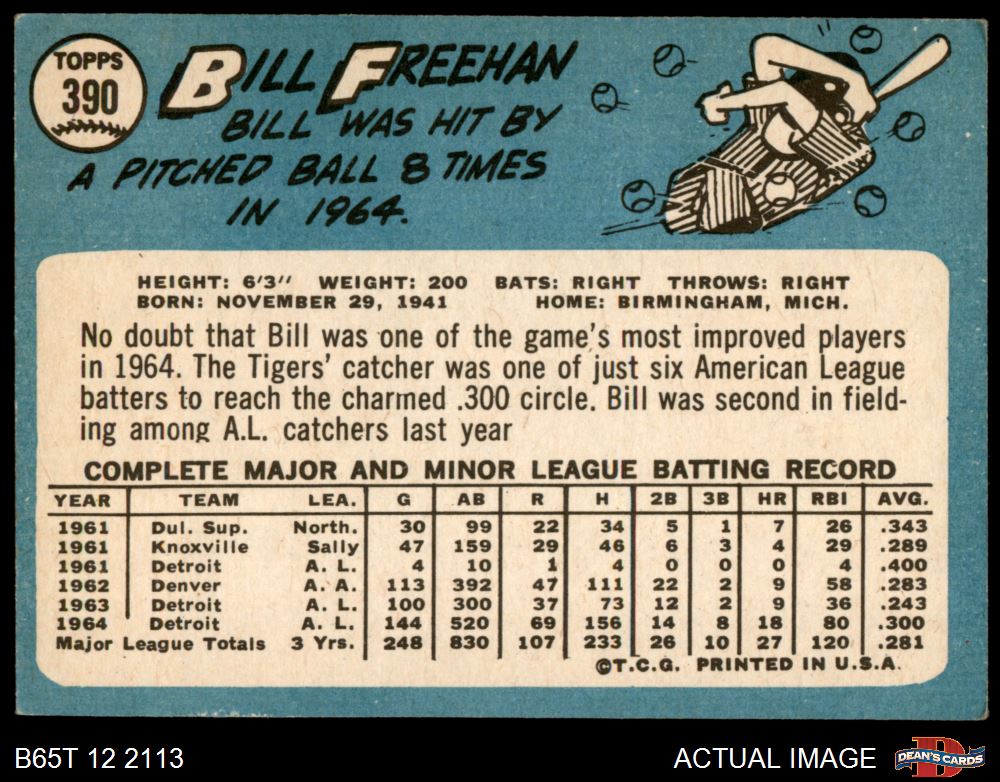 TOPPS
390
BILL FREEHAN
BILL WAS HIT BY
A PITCHED BALL 8 TIMES
IN 1964.
HEIGHT: 6'3" WEIGHT: 200 BATS: RIGHT THROWS: RIGHT
BORN: NOVEMBER 29, 1941 HOME: BIRMINGHAM, MICH.
No doubt that Bill was one of the game's most improved players
in 1964. The Tigers' catcher was one of just six American League
batters to reach the charmed .300 circle. Bill was second in field-
ing among A.L. catchers last year
COMPLETE MAJOR AND MINOR LEAGUE BATTING RECORD
YEAR TEAM LEA. G AB R H 2B 3B HR RBI AVG.
1961 Dul. Sup. North. 30 99 22 34 5 1 7 26 .343
1961 Knoxville Sally 47 159 29 46 6 3 4 29 .289
1961 Detroit A. L. 4 10 1 4 0 0 0 4 .400
1962 Denver A. A. 113 392 47 111 22 2 9 58 .283
1963 Detroit A. L. 100 300 37 73 12 2 9 36 .243
1964 Detroit A. L. 144 520 69 156 14 8 18 80 .300
Major League Totals 3 Yrs. 248 830 107 233 26 10 27 120 .281
©T.C.G. PRINTED IN U.S.A.
B65T 12 2113
ACTUAL IMAGE
D
DEAN'S CARDS